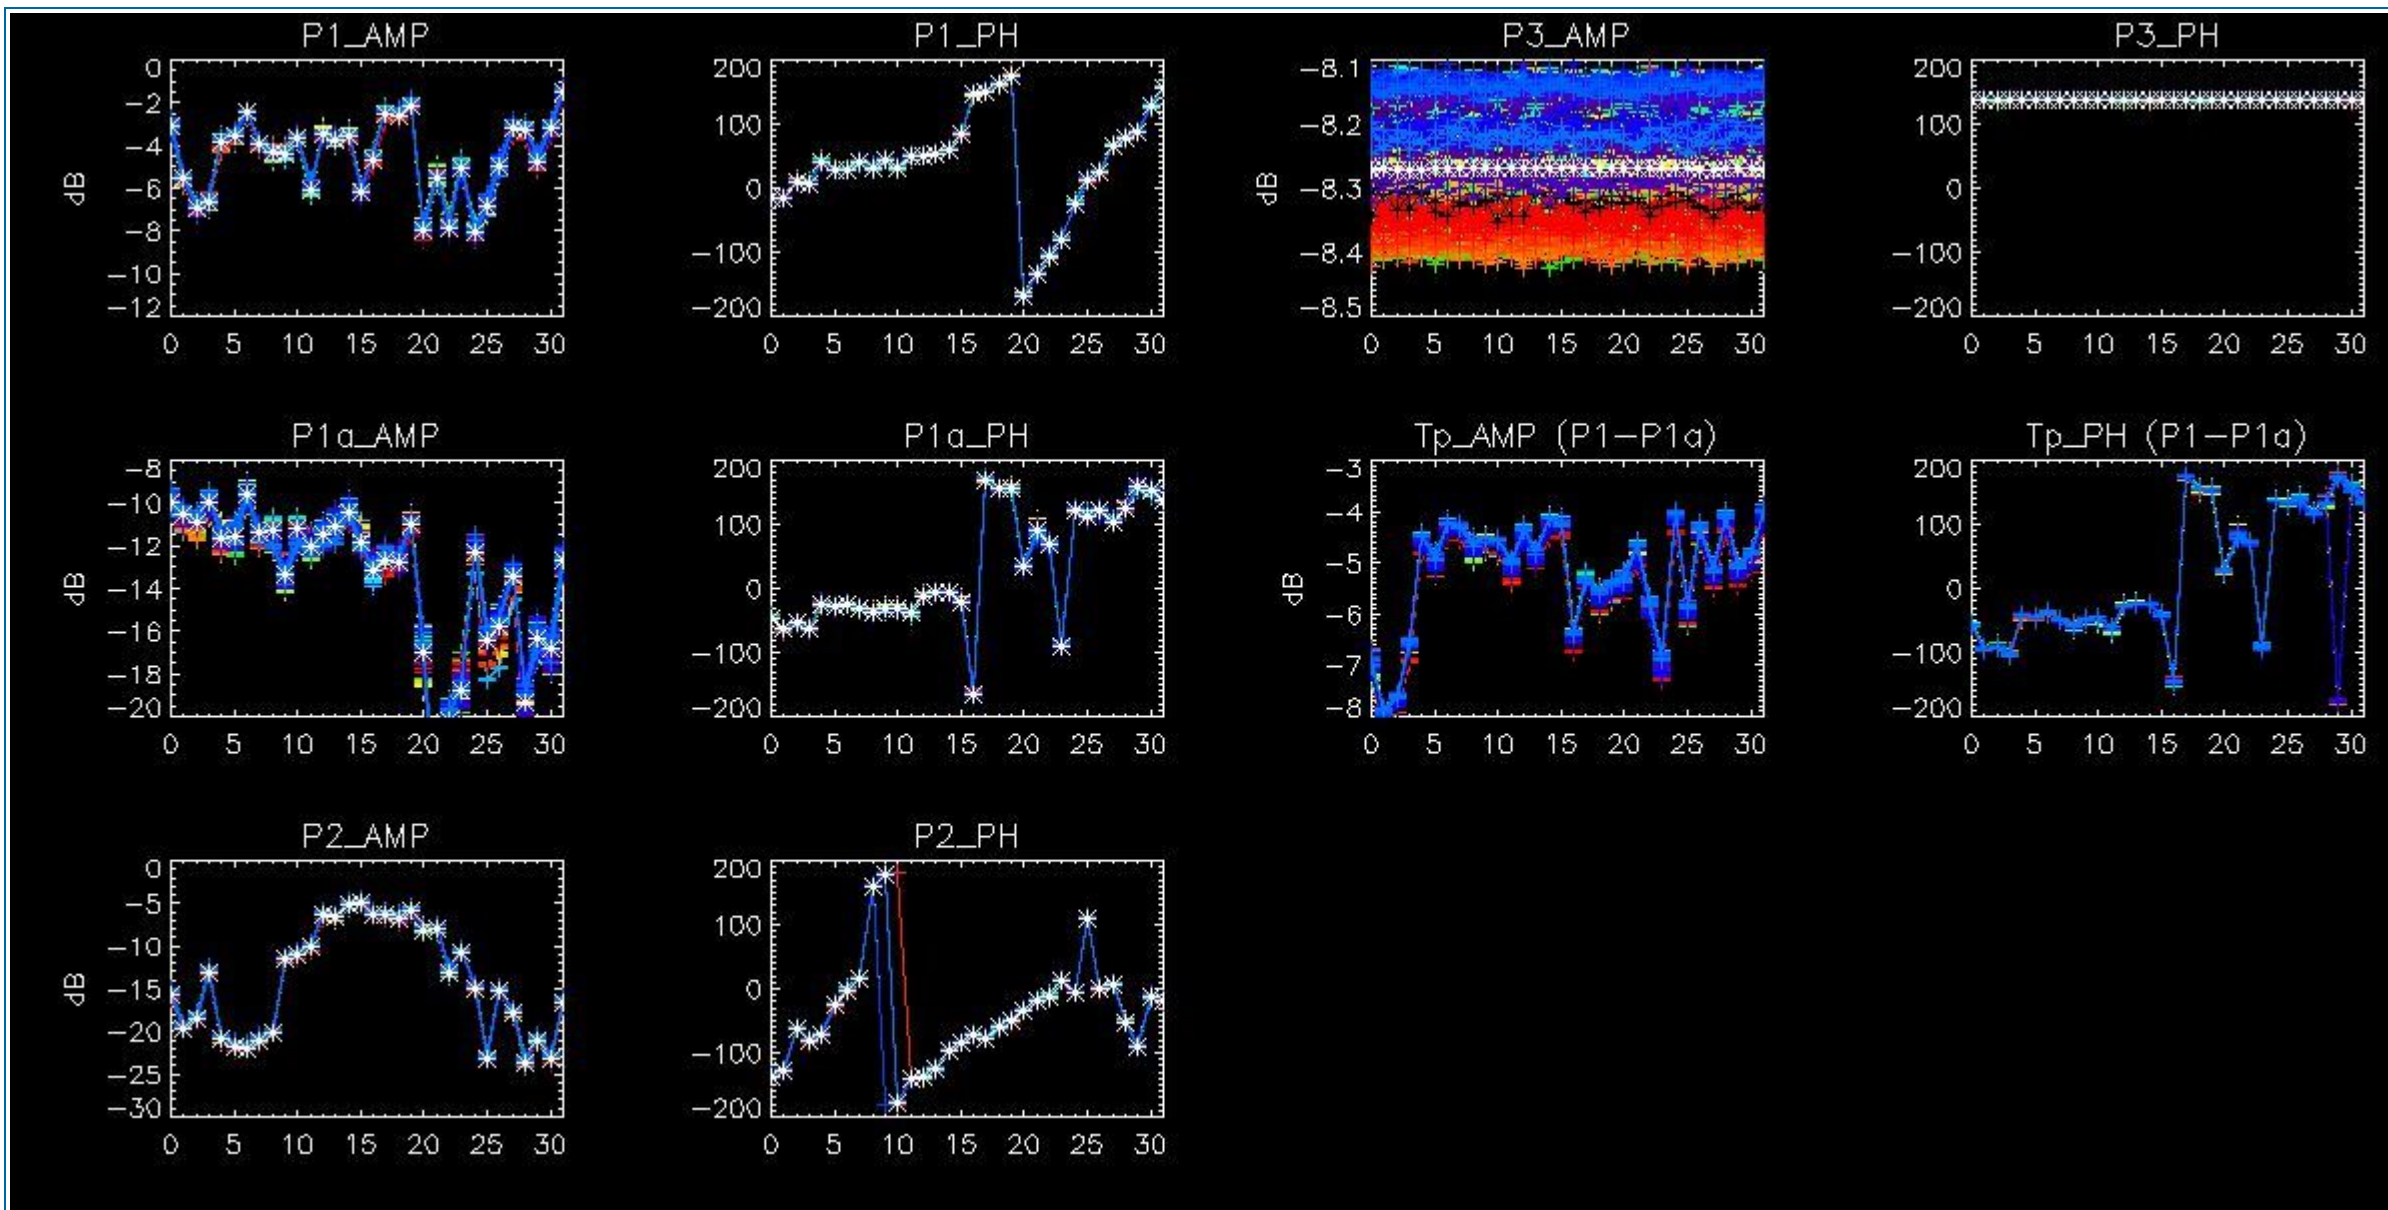 P1_AMP
0
−2
−4
−6
−8
−10
−12
dB
0 5 10 15 20 25 30
P1_PH
200
100
0
−100
−200
0 5 10 15 20 25 30
P3_AMP
−8.1
−8.2
−8.3
−8.4
−8.5
dB
0 5 10 15 20 25 30
P3_PH
200
100
0
−100
−200
0 5 10 15 20 25 30
P1a_AMP
−8
−10
−12
−14
−16
−18
−20
dB
0 5 10 15 20 25 30
P1a_PH
200
100
0
−100
−200
0 5 10 15 20 25 30
Tp_AMP (P1−P1a)
−3
−4
−5
−6
−7
−8
dB
0 5 10 15 20 25 30
Tp_PH (P1−P1a)
200
100
0
−100
−200
0 5 10 15 20 25 30
P2_AMP
0
−5
−10
−15
−20
−25
−30
dB
0 5 10 15 20 25 30
P2_PH
200
100
0
−100
−200
0 5 10 15 20 25 30